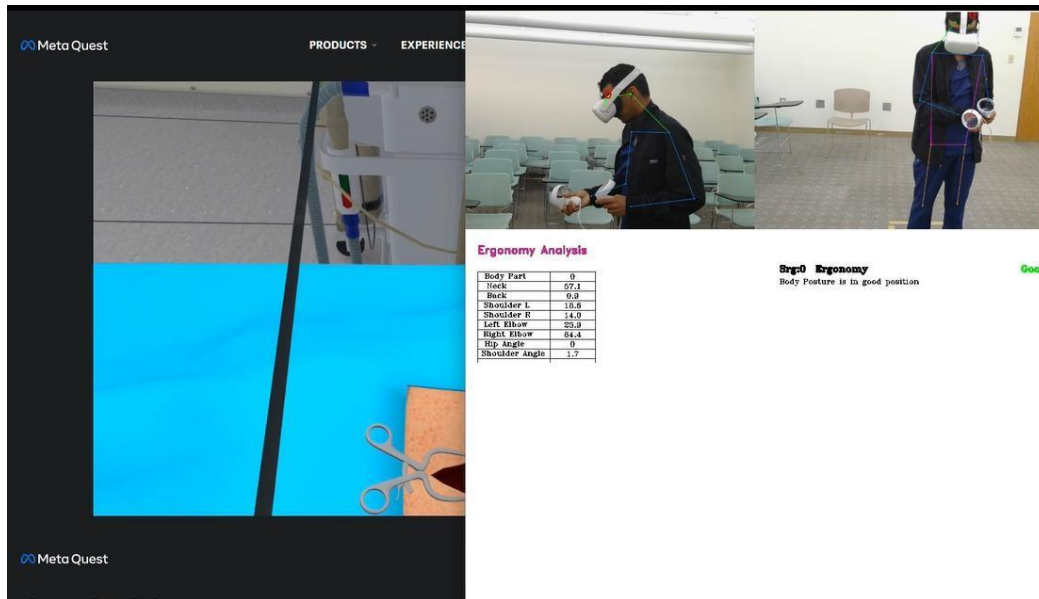 Meta Quest
PRODUCTS EXPERIENCE
Ergonomy Analysis
Body Part 0
Neck 57.1
Back 0.9
Shoulder L 18.6
Shoulder R 14.0
Left Elbow 23.9
Right Elbow 84.4
Hip Angle 0
Shoulder Angle 1.7
Srg:0 Ergonomy
Goo
Body Posture is in good position
Meta Quest